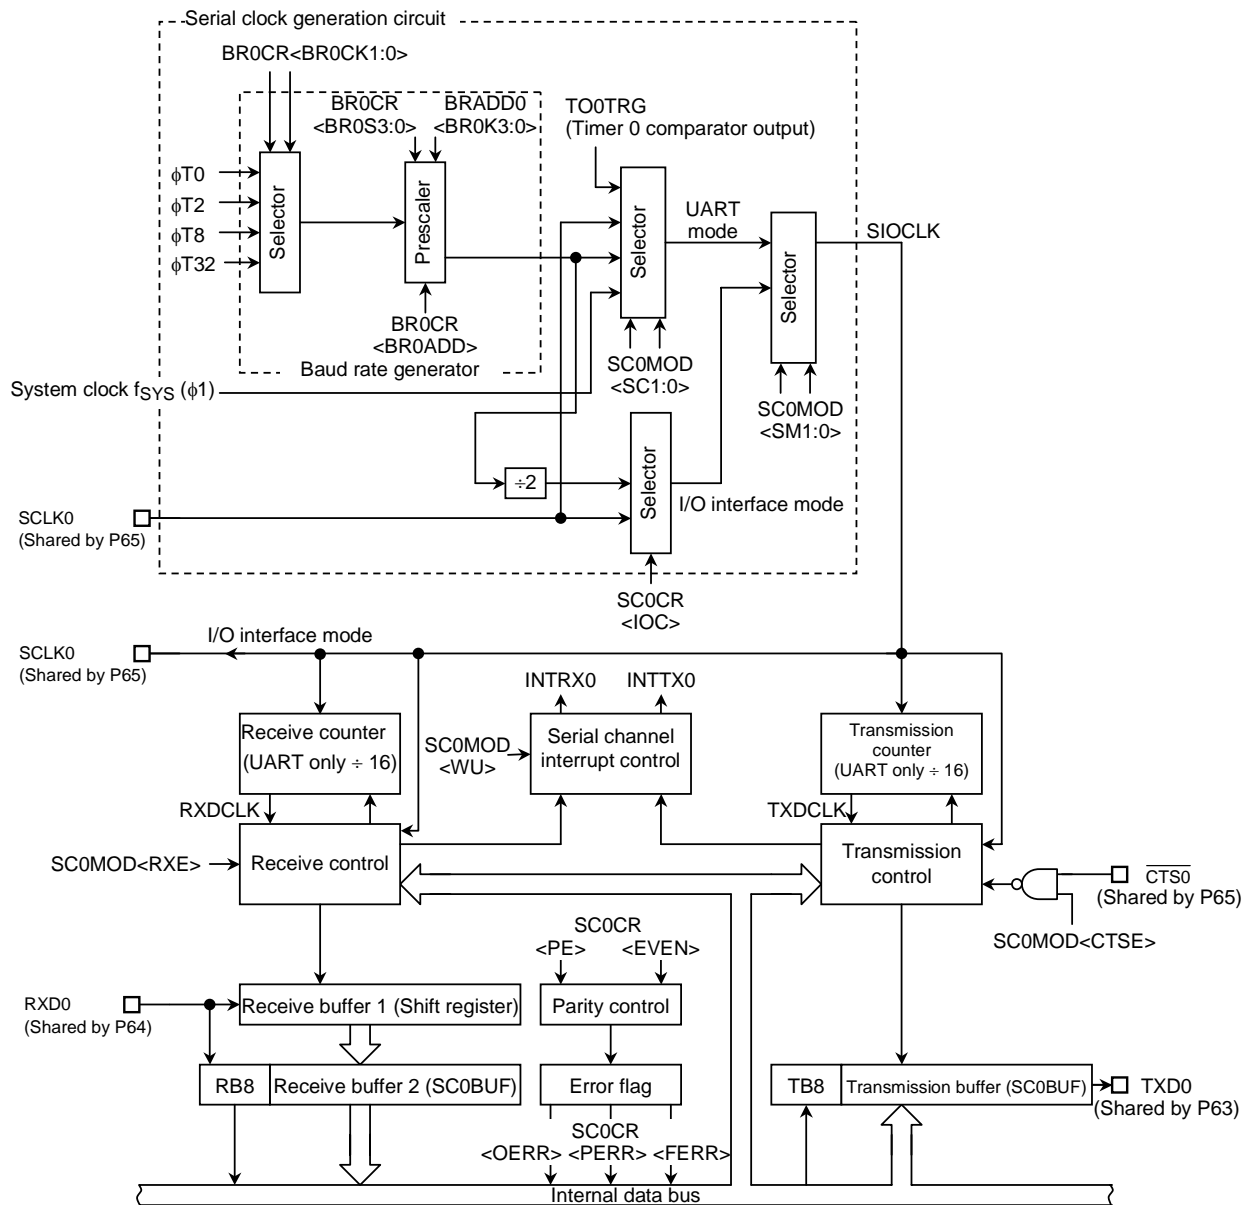 Serial clock generation circuit
BR0CR<BR0CK1:0>
BR0CR
<BR0S3:0>
BRADD0
<BR0K3:0>
TO0TRG
(Timer 0 comparator output)
ϕT0
ϕT2
ϕT8
ϕT32
Selector
Prescaler
Selector
UART
mode
Selector
SIOCLK
BR0CR
<BR0ADD>
Baud rate generator
SC0MOD
<SC1:0>
System clock fSYS (ϕ1)
SC0MOD
<SM1:0>
÷2
Selector
I/O interface mode
SCLK0
(Shared by P65)
SC0CR
<IOC>
I/O interface mode
SCLK0
(Shared by P65)
INTRX0
INTTX0
Receive counter
(UART only ÷ 16)
SC0MOD
<WU>
Serial channel
interrupt control
Transmission
counter
(UART only ÷ 16)
RXDCLK
TXDCLK
SC0MOD<RXE>
Receive control
Transmission
control
CTS0
(Shared by P65)
SC0MOD<CTSE>
SC0CR
<PE>
<EVEN>
RXD0
(Shared by P64)
Receive buffer 1 (Shift register)
Parity control
RB8
Receive buffer 2 (SC0BUF)
Error flag
TB8
Transmission buffer (SC0BUF)
TXD0
(Shared by P63)
SC0CR
<OERR>
<PERR>
<FERR>
Internal data bus